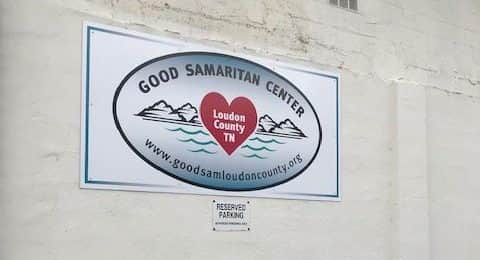 GOOD SAMARITAN CENTER
Loudon
County
TN
www.goodsamloudoncounty.org
RESERVED
PARKING